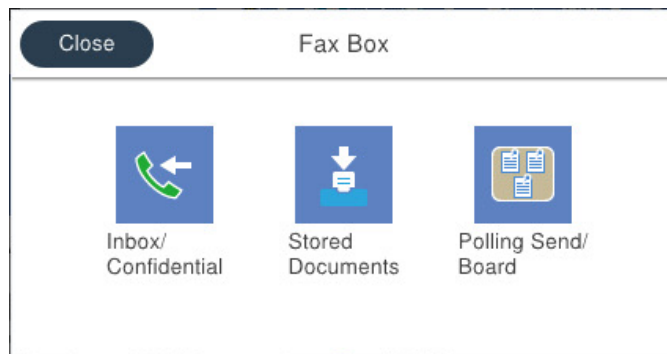 Close
Fax Box
Inbox/
Confidential
Stored
Documents
Polling Send/
Board